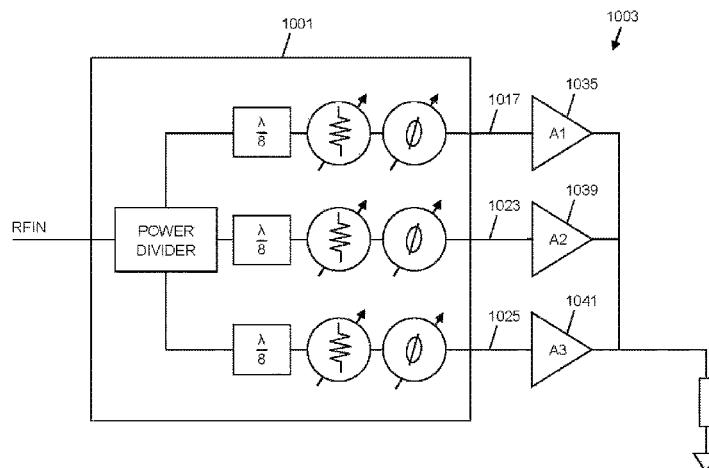 1001
1003
1017
1035
λ
8
A1
RFIN
POWER
DIVIDER
λ
8
1023
1039
A2
λ
8
1025
1041
A3